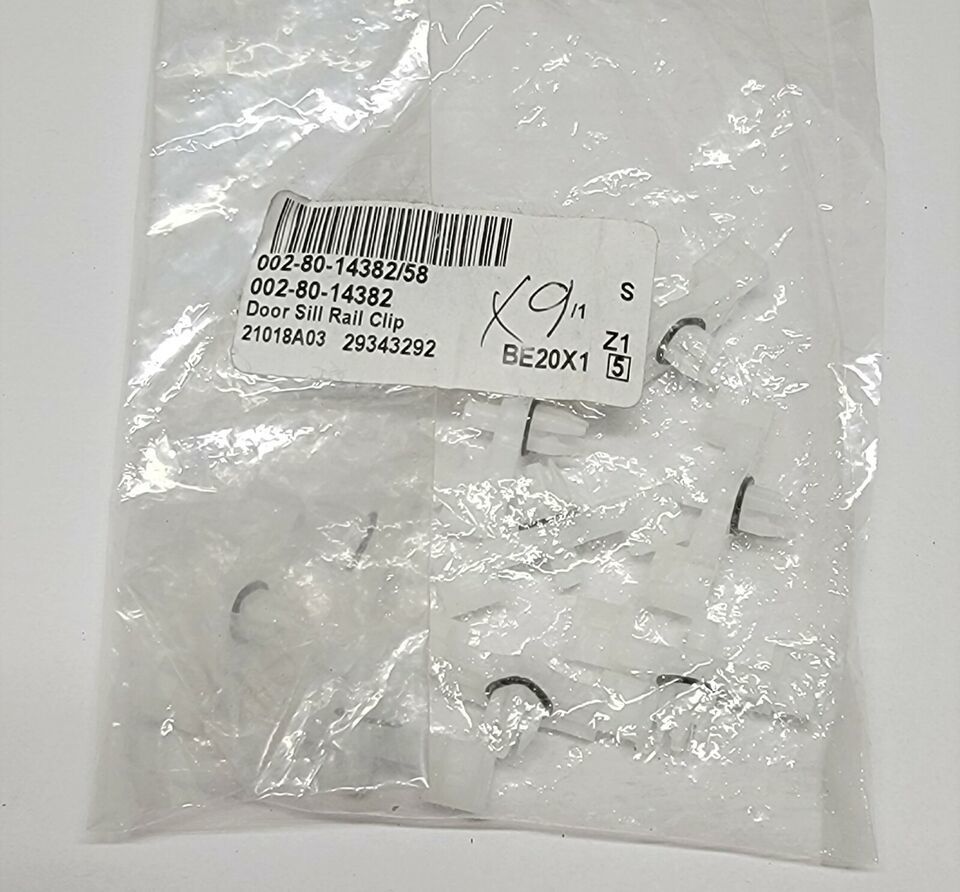 002-80-14382/58
002-80-14382
Door Sill Rail Clip
21018A03 29343292
X9/1
S
Z1
BE20X1 5